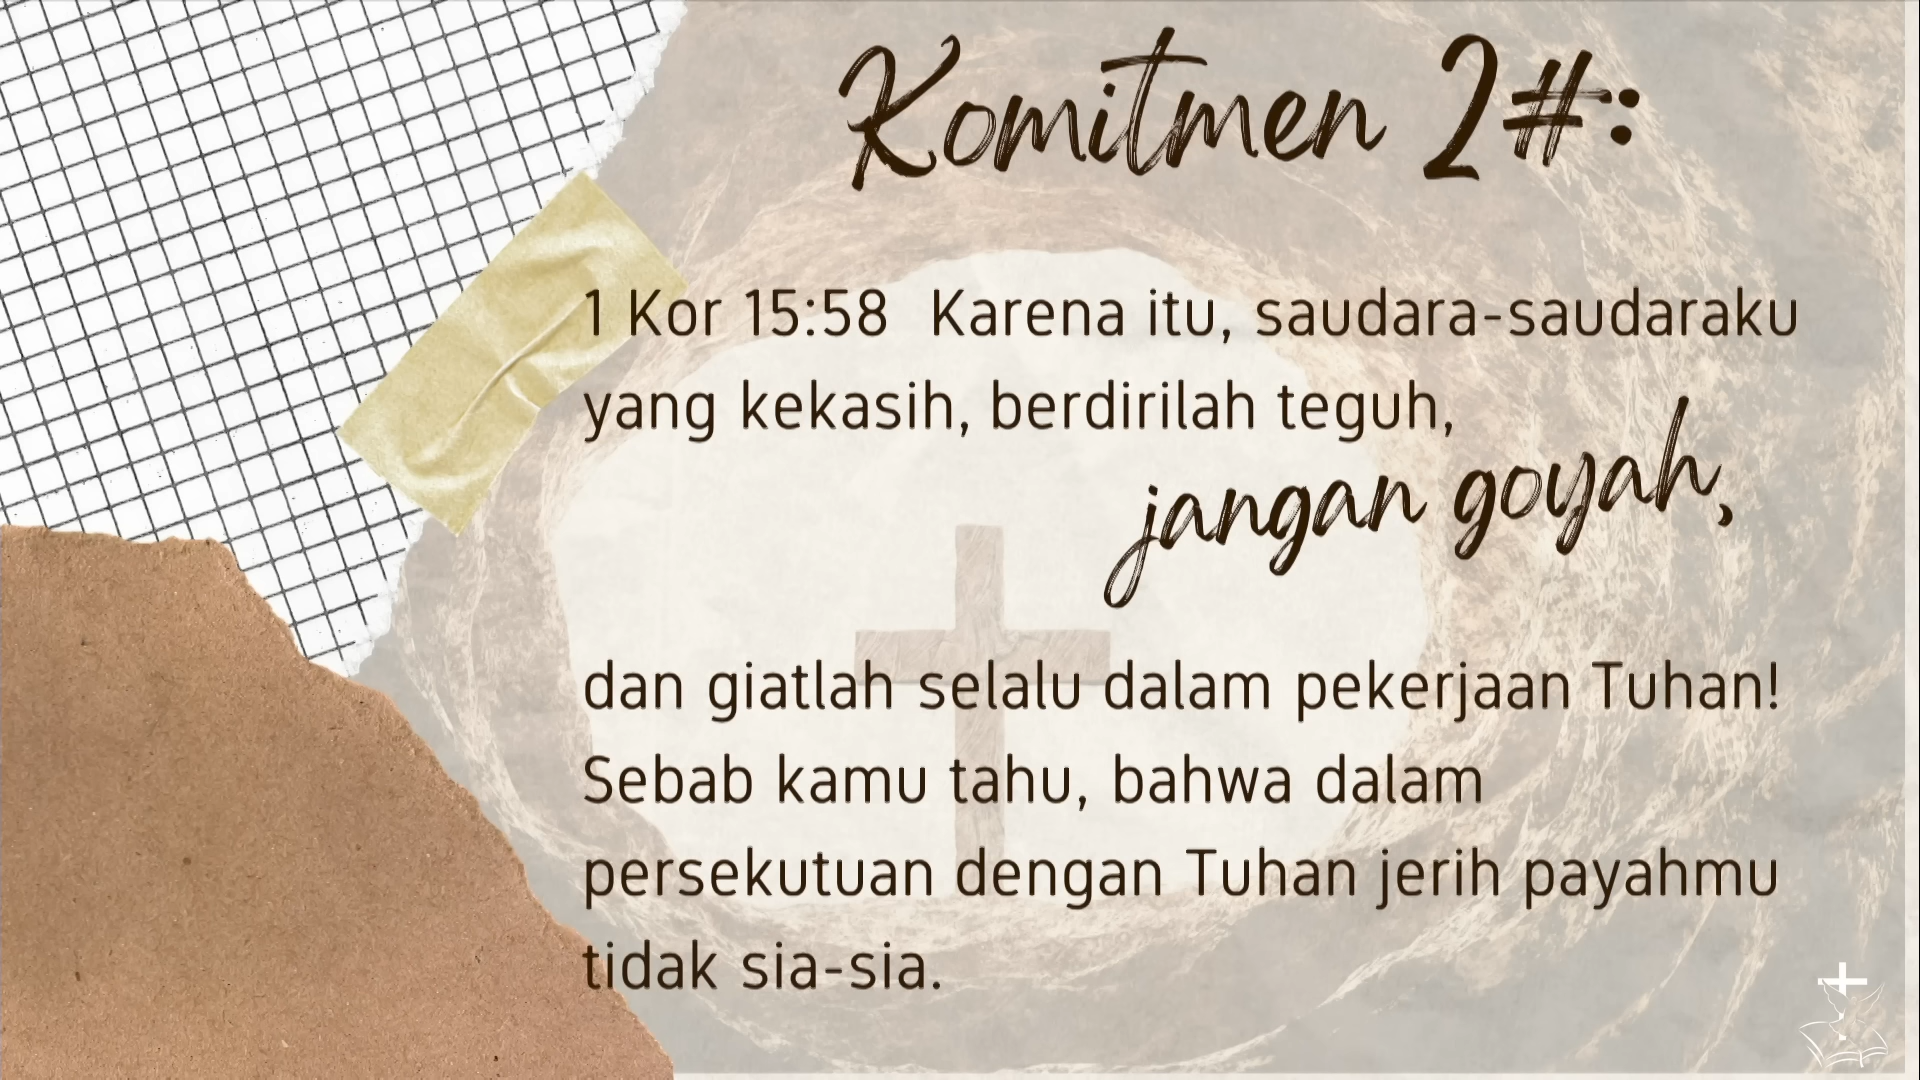 Komitmen 2#:
1 Kor 15:58  Karena itu, saudara-saudaraku
yang kekasih, berdirilah teguh,
jangan goyah,
dan giatlah selalu dalam pekerjaan Tuhan!
Sebab kamu tahu, bahwa dalam
persekutuan dengan Tuhan jerih payahmu
tidak sia-sia.